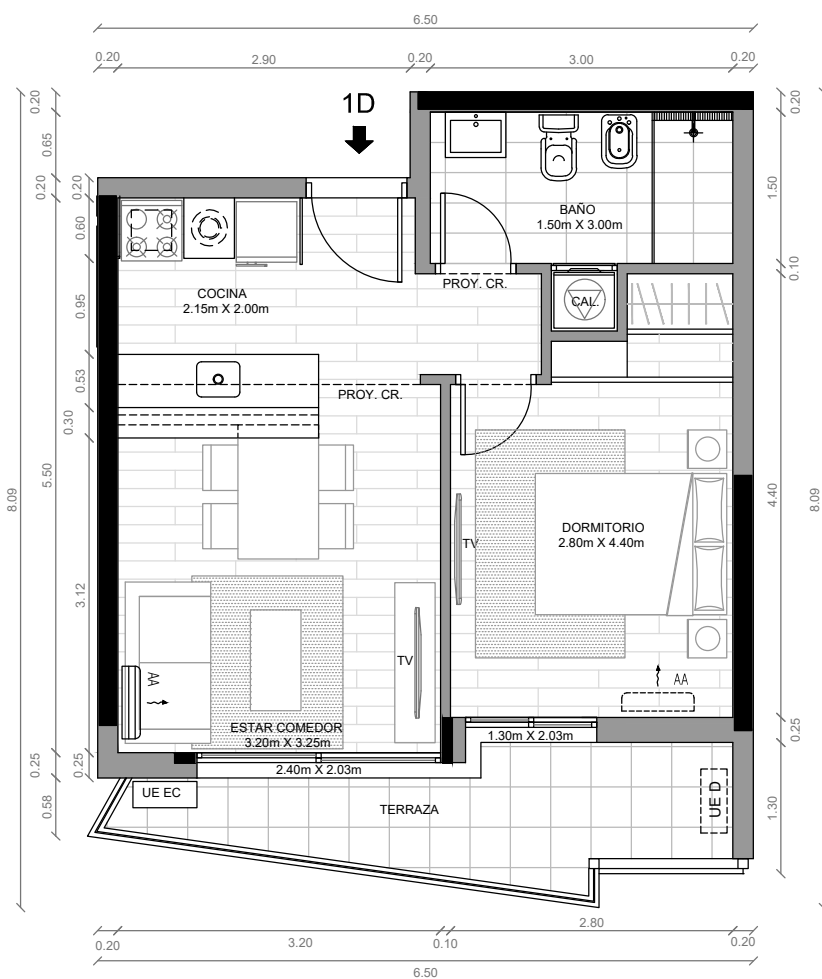 6.50
0.20
2.90
0.20
3.00
0.20
1D
0.20
0.65
0.20
5.50
0.25
0.58
8.09
0.20
0.60
0.95
0.53
0.30
3.12
0.25
0.20
1.50
0.10
4.40
0.25
1.30
8.09
BAÑO
1.50m X 3.00m
PROY. CR.
CAL.
COCINA
2.15m X 2.00m
PROY. CR.
DORMITORIO
2.80m X 4.40m
TV
TV
AA
AA
ESTAR COMEDOR
3.20m X 3.25m
1.30m X 2.03m
2.40m X 2.03m
UE EC
UE D
TERRAZA
0.20
3.20
0.10
2.80
0.20
6.50